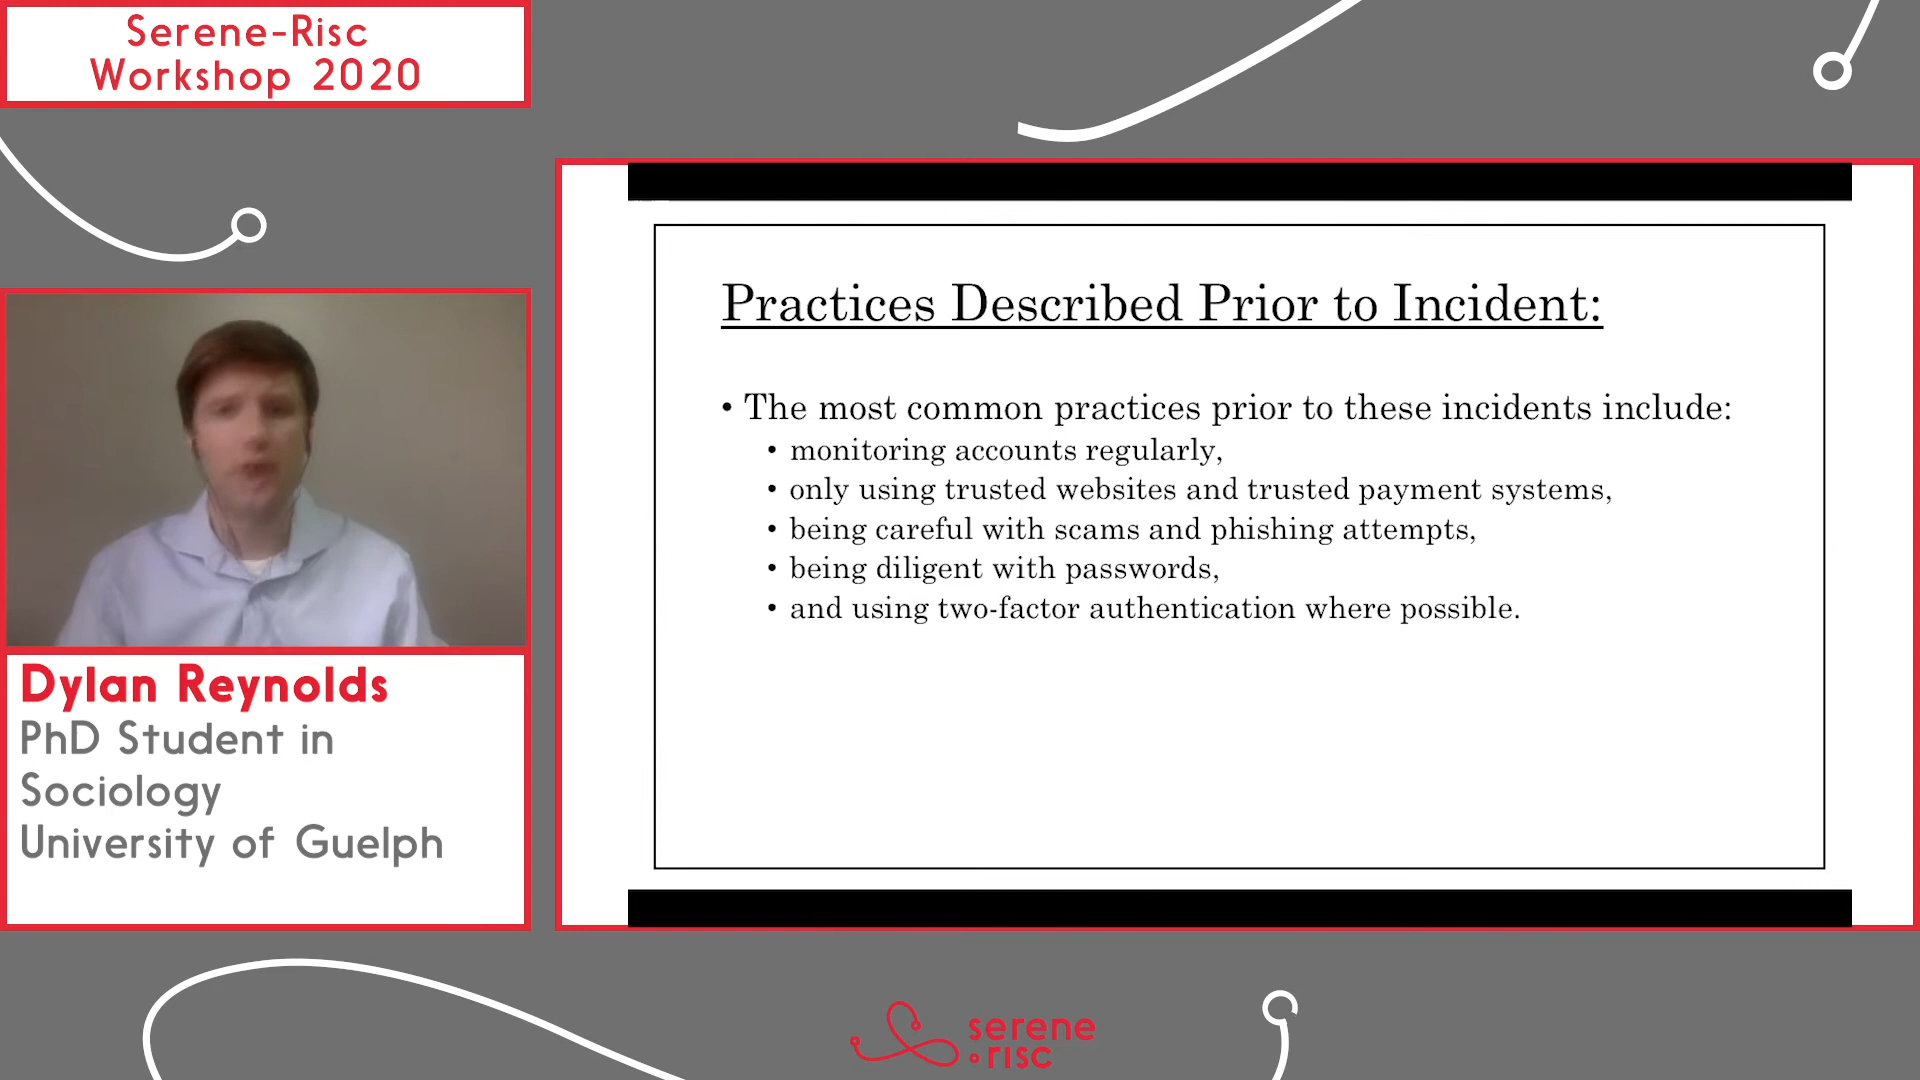 Serene-Risc
Workshop 2020
Dylan Reynolds
PhD Student in
Sociology
University of Guelph
Practices Described Prior to Incident:
• The most common practices prior to these incidents include:
• monitoring accounts regularly,
• only using trusted websites and trusted payment systems,
• being careful with scams and phishing attempts,
• being diligent with passwords,
• and using two-factor authentication where possible.
serene
risc